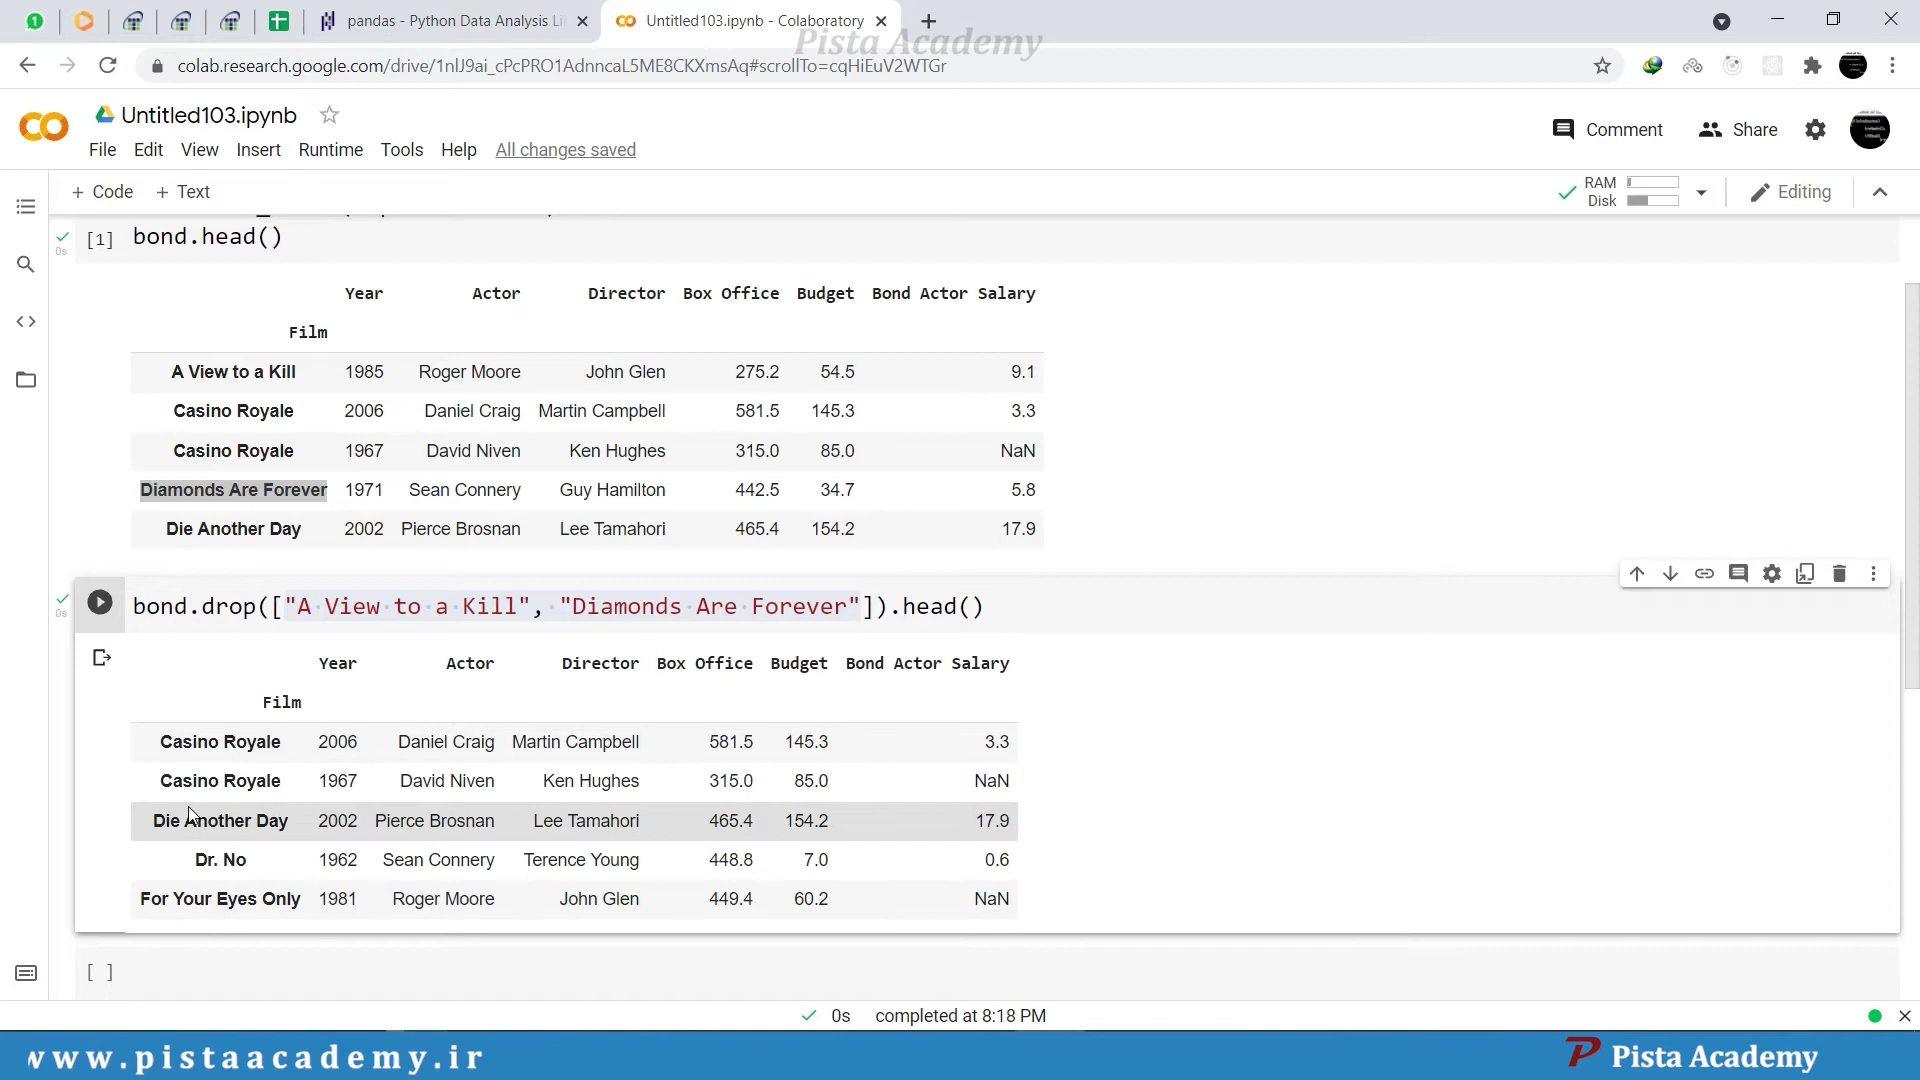 pandas - Python Data Analysis Li
Untitled103.ipynb - Colaboratory
Pista Academy
colab.research.google.com/drive/1nlJ9ai_cPcPRO1AdnncaL5ME8CKXmsAq#scrollTo=cqHiEuV2WTGr
Untitled103.ipynb
Comment Share
File Edit View Insert Runtime Tools Help All changes saved
+ Code + Text
RAM
Disk
Editing
[1] bond.head()
0s
Year Actor Director Box Office Budget Bond Actor Salary
Film
A View to a Kill 1985 Roger Moore John Glen 275.2 54.5 9.1
Casino Royale 2006 Daniel Craig Martin Campbell 581.5 145.3 3.3
Casino Royale 1967 David Niven Ken Hughes 315.0 85.0 NaN
Diamonds Are Forever 1971 Sean Connery Guy Hamilton 442.5 34.7 5.8
Die Another Day 2002 Pierce Brosnan Lee Tamahori 465.4 154.2 17.9
bond.drop(["A View to a Kill", "Diamonds Are Forever"]).head()
0s
Year Actor Director Box Office Budget Bond Actor Salary
Film
Casino Royale 2006 Daniel Craig Martin Campbell 581.5 145.3 3.3
Casino Royale 1967 David Niven Ken Hughes 315.0 85.0 NaN
Die Another Day 2002 Pierce Brosnan Lee Tamahori 465.4 154.2 17.9
Dr. No 1962 Sean Connery Terence Young 448.8 7.0 0.6
For Your Eyes Only 1981 Roger Moore John Glen 449.4 60.2 NaN
[ ]
0s completed at 8:18 PM
www.pistaacademy.ir
Pista Academy